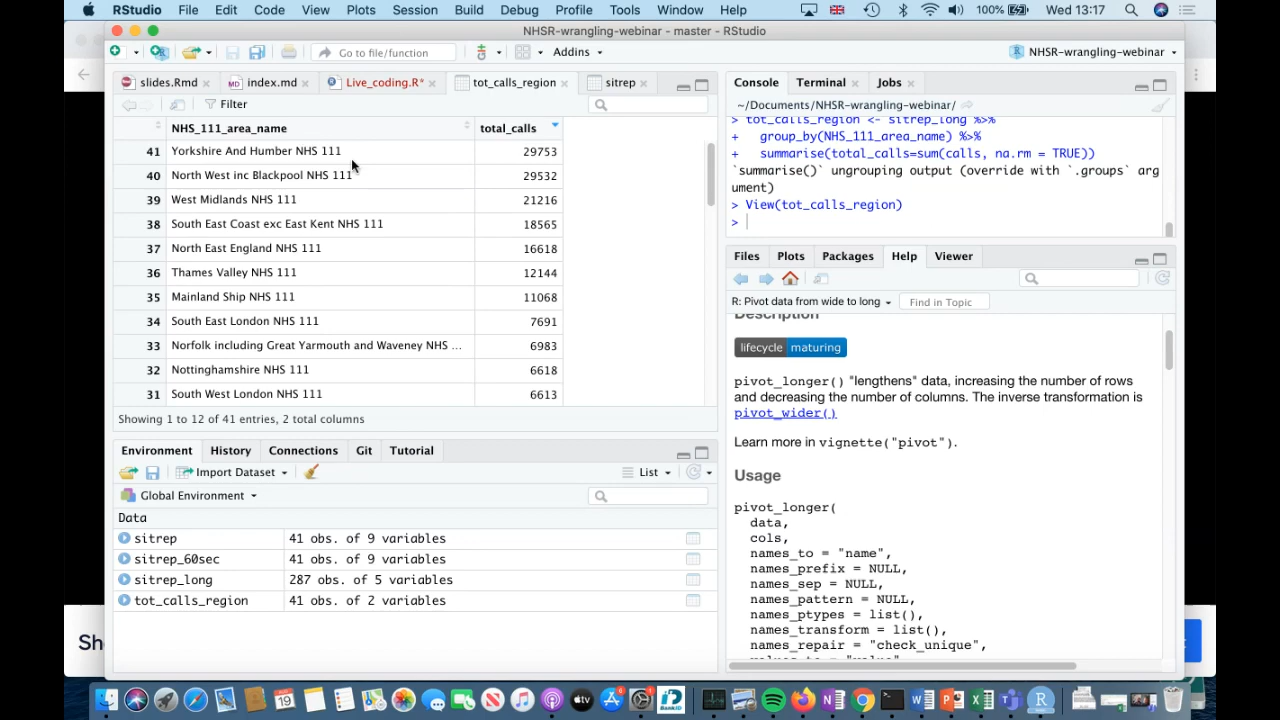 RStudio File Edit Code View Plots Session Build Debug Profile Tools Window Help 100% Wed 13:17
NHSR-wrangling-webinar - master - RStudio
Go to file/function Addins NHSR-wrangling-webinar
slides.Rmd index.md Live_coding.R* tot_calls_region sitrep
Filter
NHS_111_area_name total_calls
41 Yorkshire And Humber NHS 111 29753
40 North West inc Blackpool NHS 111 29532
39 West Midlands NHS 111 21216
38 South East Coast exc East Kent NHS 111 18565
37 North East England NHS 111 16618
36 Thames Valley NHS 111 12144
35 Mainland Ship NHS 111 11068
34 South East London NHS 111 7691
33 Norfolk including Great Yarmouth and Waveney NHS ... 6983
32 Nottinghamshire NHS 111 6618
31 South West London NHS 111 6613
Showing 1 to 12 of 41 entries, 2 total columns
Environment History Connections Git Tutorial
Import Dataset List
Global Environment
Data
sitrep 41 obs. of 9 variables
sitrep_60sec 41 obs. of 9 variables
sitrep_long 287 obs. of 5 variables
tot_calls_region 41 obs. of 2 variables
Console Terminal Jobs
~/Documents/NHSR-wrangling-webinar/
> tot_calls_region <- sitrep_long %>%
+ group_by(NHS_111_area_name) %>%
+ summarise(total_calls=sum(calls, na.rm = TRUE))
`summarise()` ungrouping output (override with `.groups` ar
gument)
> View(tot_calls_region)
>
Files Plots Packages Help Viewer
R: Pivot data from wide to long Find in Topic
Description
lifecycle maturing
pivot_longer() "lengthens" data, increasing the number of rows
and decreasing the number of columns. The inverse transformation is
pivot_wider()
Learn more in vignette("pivot").
Usage
pivot_longer(
data,
cols,
names_to = "name",
names_prefix = NULL,
names_sep = NULL,
names_pattern = NULL,
names_ptypes = list(),
names_transform = list(),
names_repair = "check_unique",
Sh